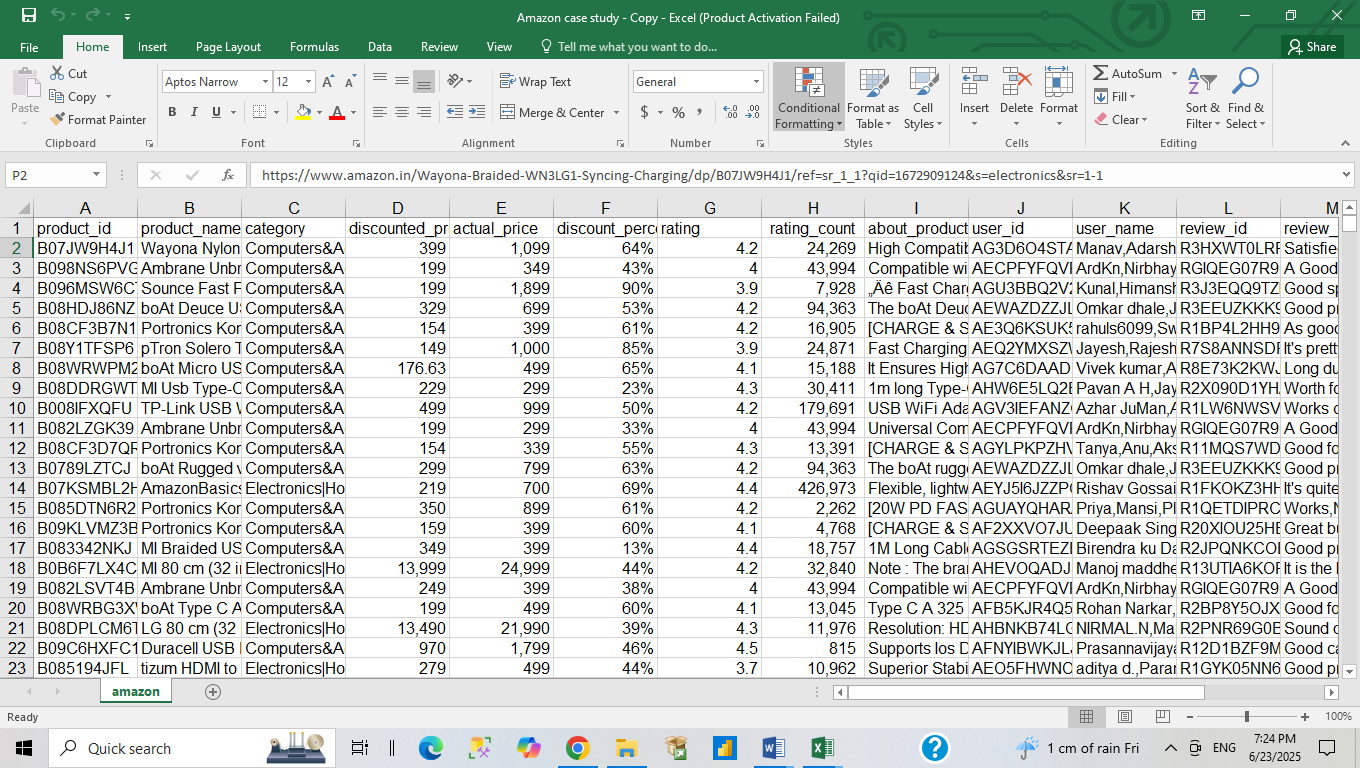 Amazon case study - Copy - Excel (Product Activation Failed)
File Home Insert Page Layout Formulas Data Review View Tell me what you want to do... Share
Paste
Cut
Copy
Format Painter
Clipboard
Aptos Narrow 12 A A
B I U A
Font
Wrap Text
Merge & Center
Alignment
General
$ % ,
Number
Conditional Formatting
Format as Table
Cell Styles
Styles
Insert Delete Format
Cells
AutoSum
Fill
Clear
Sort & Filter
Find & Select
Editing
P2 fx https://www.amazon.in/Wayona-Braided-WN3LG1-Syncing-Charging/dp/B07JW9H4J1/ref=sr_1_1?qid=1672909124&s=electronics&sr=1-1
A B C D E F G H I J K L M
1 product_id product_name category discounted_pr actual_price discount_perce rating rating_count about_product user_id user_name review_id review_
2 B07JW9H4J1 Wayona Nylon Computers&A 399 1,099 64% 4.2 24,269 High Compatib AG3D6O4STA Manav,Adarsh R3HXWT0LRP Satisfie
3 B098NS6PVG Ambrane Unbr Computers&A 199 349 43% 4 43,994 Compatible wi AECPFYFQVI ArdKn,Nirbhay RGIQEG07R9 A Good
4 B096MSW6C Sounce Fast P Computers&A 199 1,899 90% 3.9 7,928 „Äê Fast Charg AGU3BBQ2V2 Kunal,Himansh R3J3EQQ9TZ Good sp
5 B08HDJ86NZ boAt Deuce US Computers&A 329 699 53% 4.2 94,363 The boAt Deuc AEWAZDZZJL Omkar dhale,J R3EEUZKKK9 Good pr
6 B08CF3B7N1 Portronics Kor Computers&A 154 399 61% 4.2 16,905 [CHARGE & S AE3Q6KSUK5 rahuls6099,Sw R1BP4L2HH9 As good
7 B08Y1TFSP6 pTron Solero T Computers&A 149 1,000 85% 3.9 24,871 Fast Charging AEQ2YMXSZ Jayesh,Rajesh R7S8ANNSDI It's prett
8 B08WRWPM2 boAt Micro US Computers&A 176.63 499 65% 4.1 15,188 It Ensures High AG7C6DAAD Vivek kumar,A R8E73K2KWJ Long du
9 B08DDRGWT MI Usb Type-C Computers&A 229 299 23% 4.3 30,411 1m long Type- AHW6E5LQ2E Pavan A H,Jay R2X090D1YH Worth fo
10 B008IFXQFU TP-Link USB W Computers&A 499 999 50% 4.2 179,691 USB WiFi Ada AGV3IEFANZ Azhar JuMan,A R1LW6NWSV Works o
11 B082LZGK39 Ambrane Unbr Computers&A 199 299 33% 4 43,994 Universal Com AECPFYFQVI ArdKn,Nirbhay RGIQEG07R9 A Good
12 B08CF3D7QR Portronics Kor Computers&A 154 339 55% 4.3 13,391 [CHARGE & S AGYLPKPZHV Tanya,Anu,Aks R11MQS7WD Good fo
13 B0789LZTCJ boAt Rugged v Computers&A 299 799 63% 4.2 94,363 The boAt rugge AEWAZDZZJL Omkar dhale,J R3EEUZKKK9 Good pr
14 B07KSMBL2H AmazonBasics Electronics|Ho 219 700 69% 4.4 426,973 Flexible, lightw AEYJ5I6JZZP Rishav Gossai R1FKOKZ3HH It's quite
15 B085DTN6R2 Portronics Kor Computers&A 350 899 61% 4.2 2,262 [20W PD FAS AGUAYQHAR Priya,Mansi,Pl R1QETDIPRC Works,N
16 B09KLVMZ3B Portronics Kor Computers&A 159 399 60% 4.1 4,768 [CHARGE & S AF2XXVO7JU Deepaak Sing R20XIOU25HE Great bu
17 B083342NKJ MI Braided US Computers&A 349 399 13% 4.4 18,757 1M Long Cabl AGSGSRTEZ Birendra ku Da R2JPQNKCOI Good pr
18 B0B6F7LX4C MI 80 cm (32 i Electronics|Ho 13,999 24,999 44% 4.2 32,840 Note : The bra AHEVOQADJ Manoj maddhe R13UTIA6KOF It is the
19 B082LSVT4B Ambrane Unbr Computers&A 249 399 38% 4 43,994 Compatible wi AECPFYFQVI ArdKn,Nirbhay RGIQEG07R9 A Good
20 B08WRBG3X boAt Type C A Computers&A 199 499 60% 4.1 13,045 Type C A 325 AFB5KJR4Q5 Rohan Narkar, R2BP8Y5OJX Good fo
21 B08DPLCM6T LG 80 cm (32 Electronics|Ho 13,490 21,990 39% 4.3 11,976 Resolution: HD AHBNKB74LG NIRMAL.N,Ma R2PNR69G0E Sound o
22 B09C6HXFC1 Duracell USB Computers&A 970 1,799 46% 4.5 815 Supports Ios D AFNYIBWKJL Prasannavijaya R12D1BZF9M Good ca
23 B085194JFL tizum HDMI to Electronics|Ho 279 499 44% 3.7 10,962 Superior Stabi AEO5FHWNC aditya d.,Paran R1GYK05NN6 Good pr
amazon
Ready 100%
Quick search 1 cm of rain Fri ENG 7:24 PM
6/23/2025